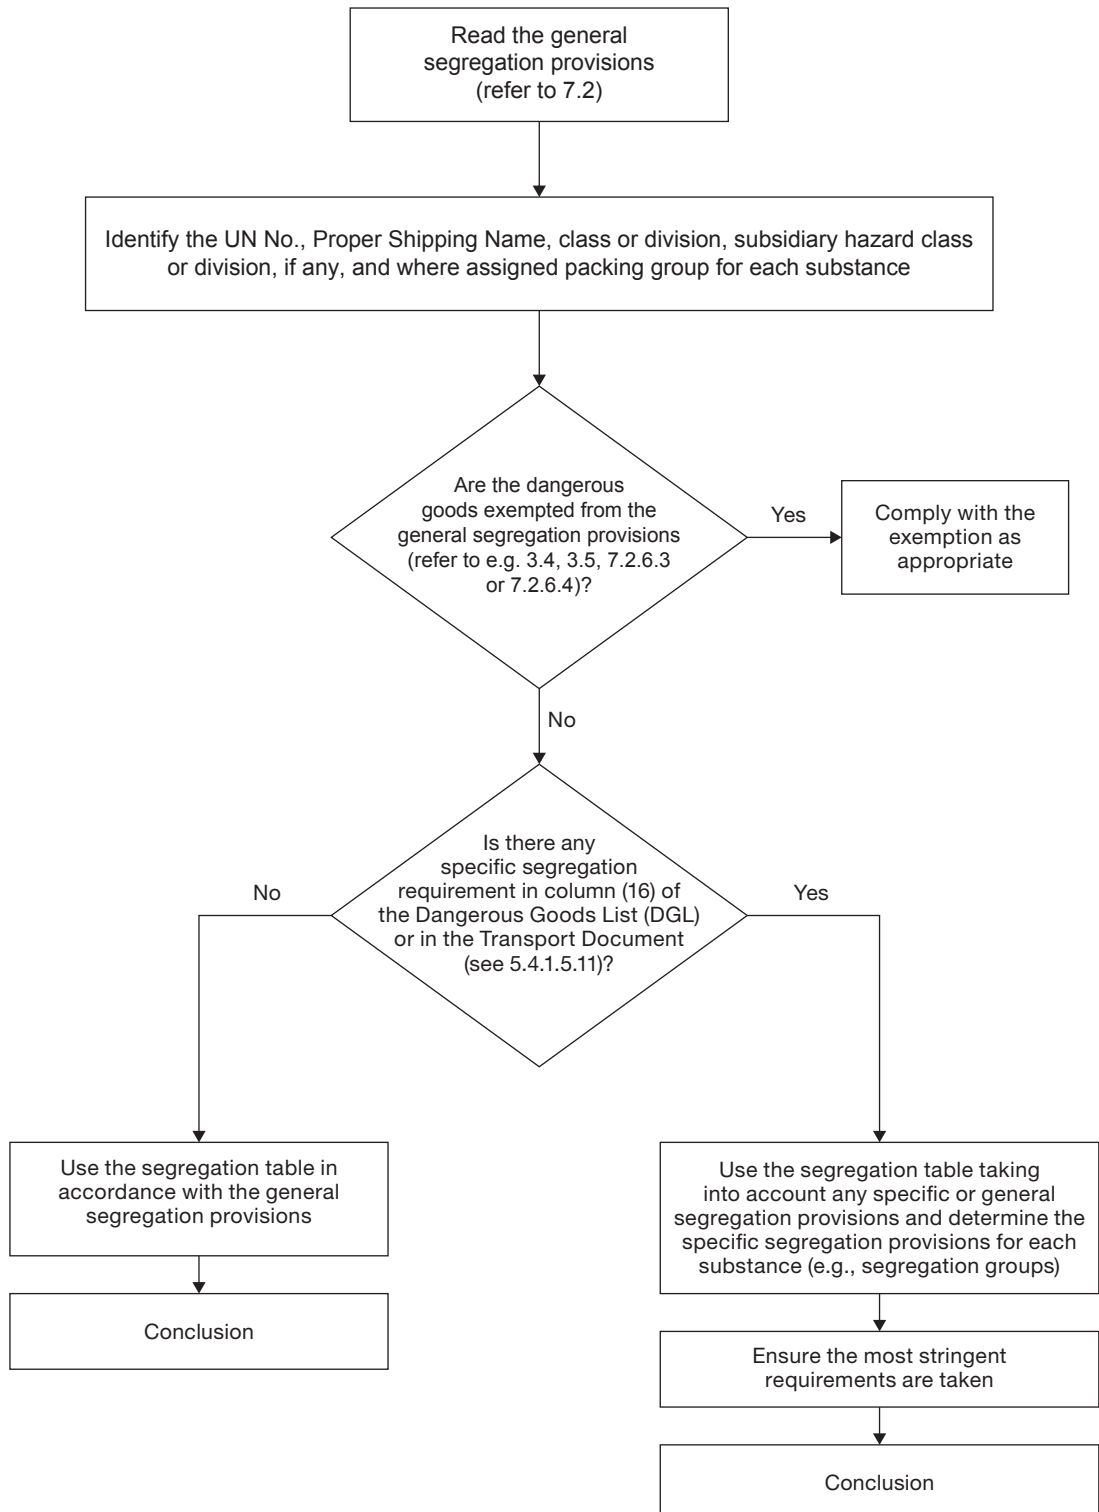 Read the general
segregation provisions
(refer to 7.2)
Identify the UN No., Proper Shipping Name, class or division, subsidiary hazard class
or division, if any, and where assigned packing group for each substance
Are the dangerous
goods exempted from the
general segregation provisions
(refer to e.g. 3.4, 3.5, 7.2.6.3
or 7.2.6.4)?
Yes
Comply with the
exemption as
appropriate
No
Is there any
specific segregation
requirement in column (16) of
the Dangerous Goods List (DGL)
or in the Transport Document
(see 5.4.1.5.11)?
No
Yes
Use the segregation table in
accordance with the general
segregation provisions
Conclusion
Use the segregation table taking
into account any specific or general
segregation provisions and determine the
specific segregation provisions for each
substance (e.g., segregation groups)
Ensure the most stringent
requirements are taken
Conclusion